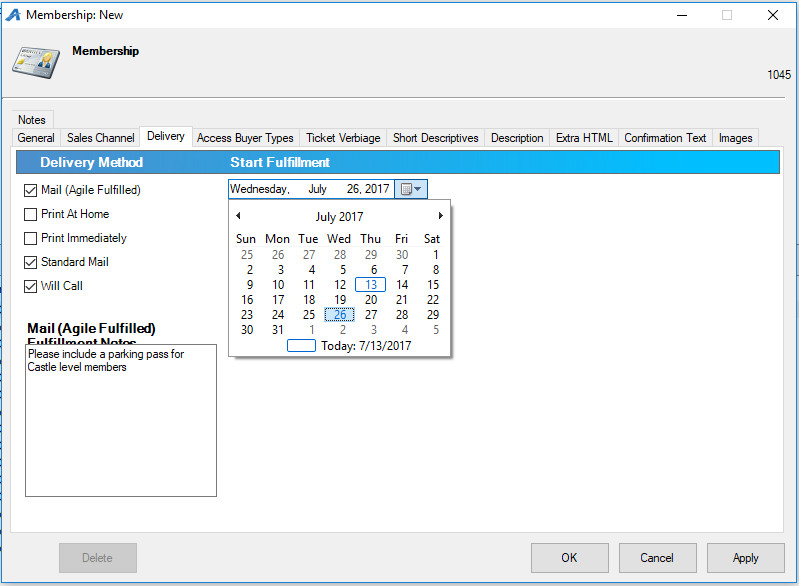 Membership: New
Membership
1045
Notes
General Sales Channel Delivery Access Buyer Types Ticket Verbiage Short Descriptives Description Extra HTML Confirmation Text Images
Delivery Method Start Fulfillment
Mail (Agile Fulfilled)
Wednesday, July 26, 2017
Print At Home
Print Immediately
Standard Mail
Will Call
July 2017
Sun Mon Tue Wed Thu Fri Sat
25 26 27 28 29 30 1
2 3 4 5 6 7 8
9 10 11 12 13 14 15
16 17 18 19 20 21 22
23 24 25 26 27 28 29
30 31 1 2 3 4 5
Today: 7/13/2017
Mail (Agile Fulfilled)
Fulfillment Notes
Please include a parking pass for
Castle level members
Delete OK Cancel Apply